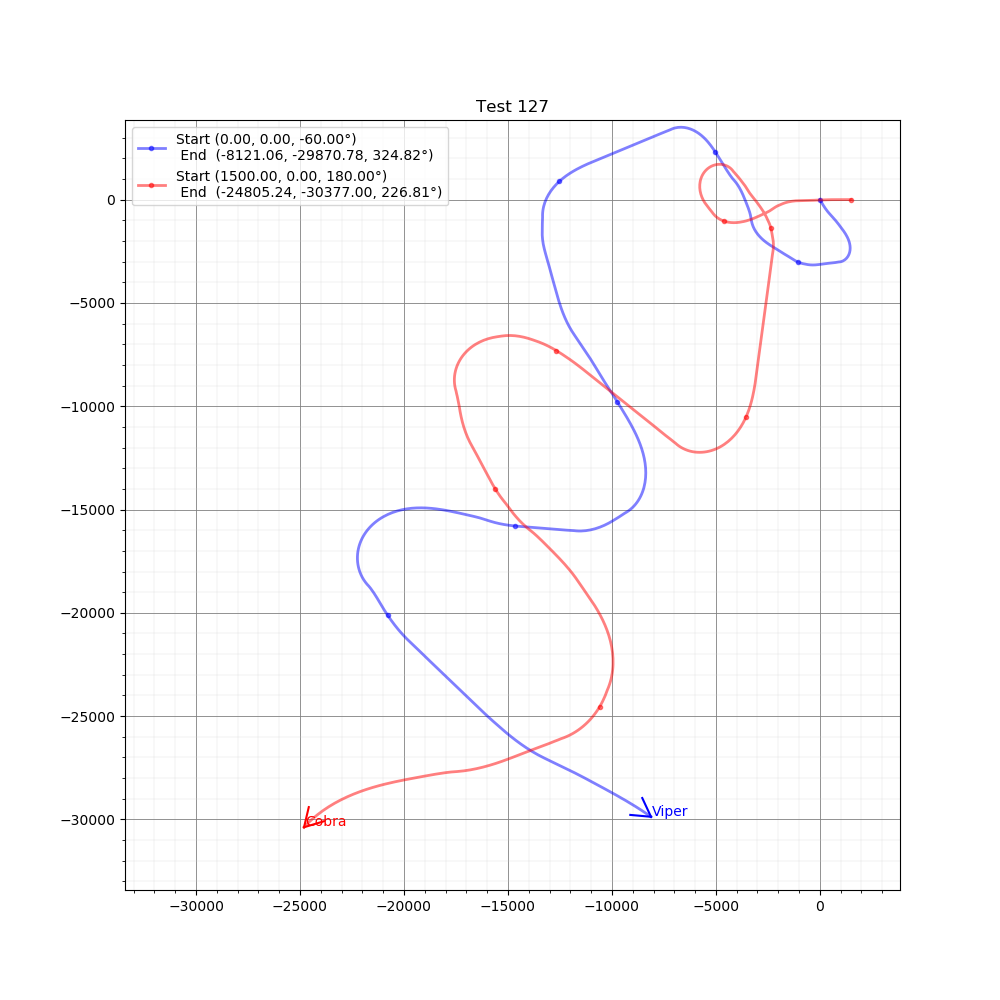 Test 127
Start (0.00, 0.00, -60.00°)
End (-8121.06, -29870.78, 324.82°)
Start (1500.00, 0.00, 180.00°)
End (-24805.24, -30377.00, 226.81°)
0
−5000
−10000
−15000
−20000
−25000
−30000
Viper
Cobra
−30000 −25000 −20000 −15000 −10000 −5000 0